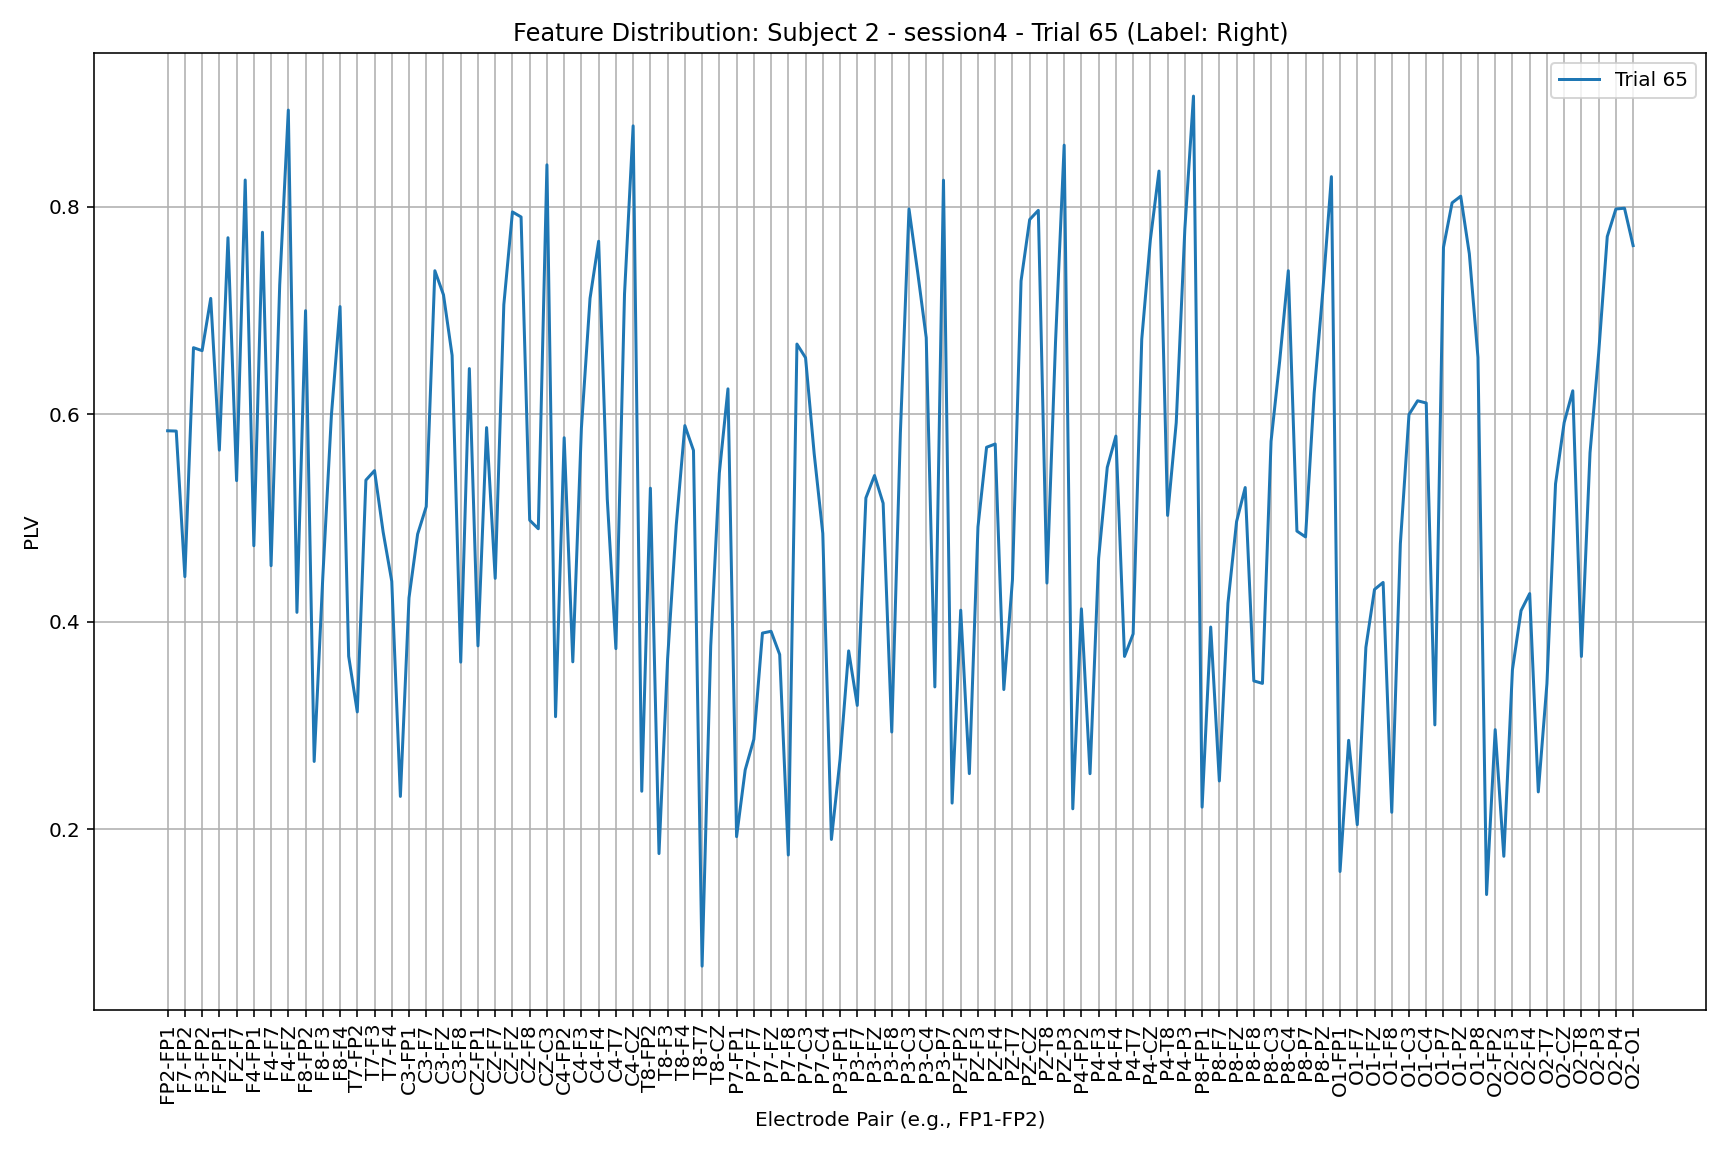 Feature Distribution: Subject 2 - session4 - Trial 65 (Label: Right)
Trial 65
PLV
0.8
0.6
0.4
0.2
FP2-FP1
F7-FP2
F3-FP2
FZ-FP1
FZ-F7
F4-FP1
F4-F7
F4-FZ
F8-FP2
F8-F3
F8-F4
T7-FP2
T7-F3
T7-F4
C3-FP1
C3-F7
C3-FZ
C3-F8
CZ-FP1
CZ-F7
CZ-FZ
CZ-F8
CZ-C3
C4-FP2
C4-F3
C4-F4
C4-T7
C4-CZ
T8-FP2
T8-F3
T8-F4
T8-T7
T8-CZ
P7-FP1
P7-F7
P7-FZ
P7-F8
P7-C3
P7-C4
P3-FP1
P3-F7
P3-FZ
P3-F8
P3-C3
P3-C4
P3-P7
PZ-FP2
PZ-F3
PZ-F4
PZ-T7
PZ-CZ
PZ-T8
PZ-P3
P4-FP2
P4-F3
P4-F4
P4-T7
P4-CZ
P4-T8
P4-P3
P8-FP1
P8-F7
P8-FZ
P8-F8
P8-C3
P8-C4
P8-P7
P8-PZ
O1-FP1
O1-F7
O1-FZ
O1-F8
O1-C3
O1-C4
O1-P7
O1-PZ
O1-P8
O2-FP2
O2-F3
O2-F4
O2-T7
O2-CZ
O2-T8
O2-P3
O2-P4
O2-O1
Electrode Pair (e.g., FP1-FP2)